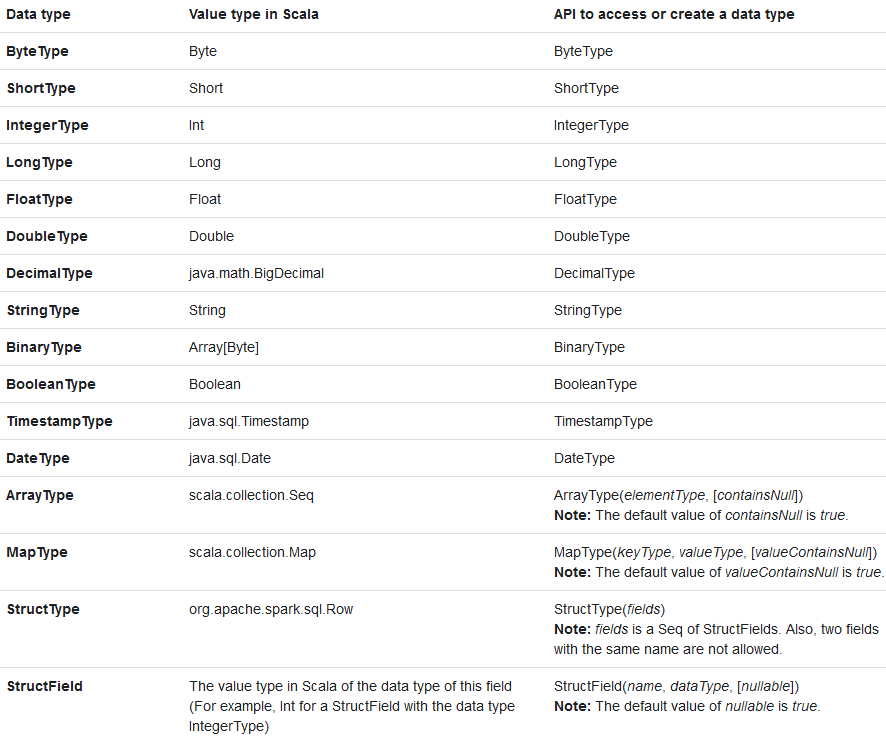 Data type Value type in Scala API to access or create a data type
ByteType Byte ByteType
ShortType Short ShortType
IntegerType Int IntegerType
LongType Long LongType
FloatType Float FloatType
DoubleType Double DoubleType
DecimalType java.math.BigDecimal DecimalType
StringType String StringType
BinaryType Array[Byte] BinaryType
BooleanType Boolean BooleanType
TimestampType java.sql.Timestamp TimestampType
DateType java.sql.Date DateType
ArrayType scala.collection.Seq ArrayType(elementType, [containsNull])
Note: The default value of containsNull is true.
MapType scala.collection.Map MapType(keyType, valueType, [valueContainsNull])
Note: The default value of valueContainsNull is true.
StructType org.apache.spark.sql.Row StructType(fields)
Note: fields is a Seq of StructFields. Also, two fields
with the same name are not allowed.
StructField The value type in Scala of the data type of this field StructField(name, dataType, [nullable])
(For example, Int for a StructField with the data type Note: The default value of nullable is true.
IntegerType)